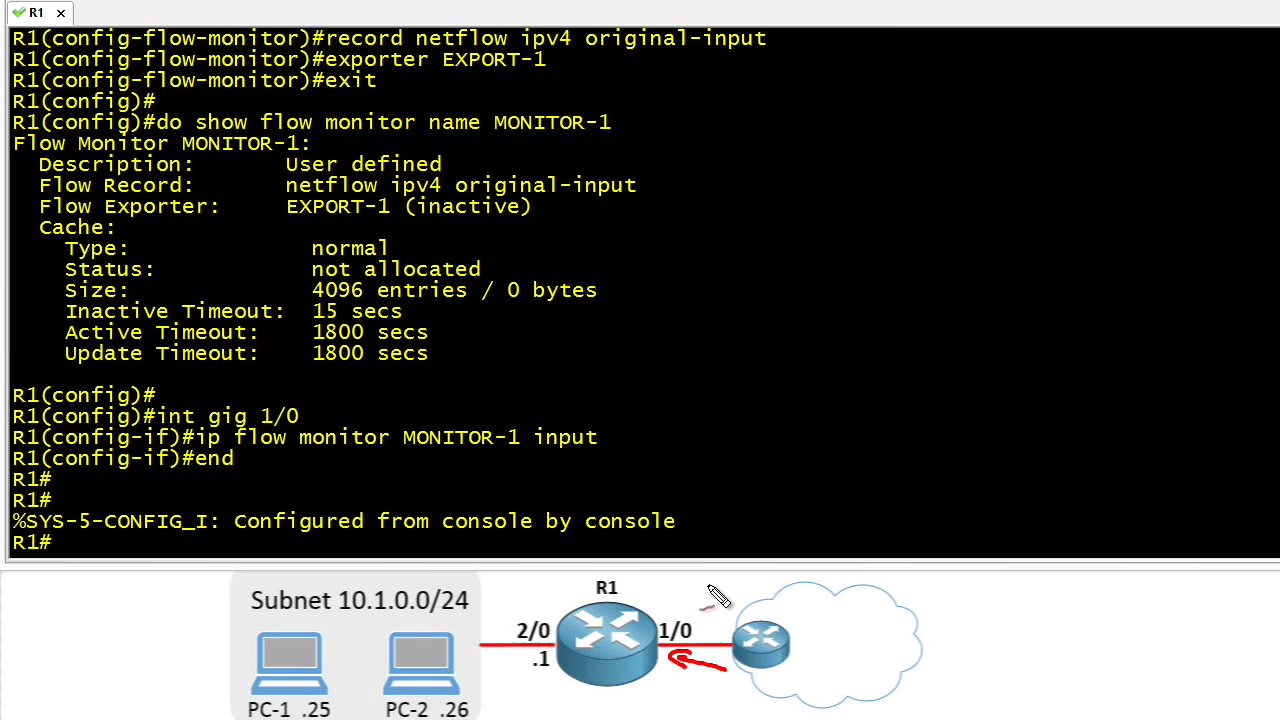 R1
R1(config-flow-monitor)#record netflow ipv4 original-input
R1(config-flow-monitor)#exporter EXPORT-1
R1(config-flow-monitor)#exit
R1(config)#
R1(config)#do show flow monitor name MONITOR-1
Flow Monitor MONITOR-1:
Description: User defined
Flow Record: netflow ipv4 original-input
Flow Exporter: EXPORT-1 (inactive)
Cache:
Type: normal
Status: not allocated
Size: 4096 entries / 0 bytes
Inactive Timeout: 15 secs
Active Timeout: 1800 secs
Update Timeout: 1800 secs
R1(config)#
R1(config)#int gig 1/0
R1(config-if)#ip flow monitor MONITOR-1 input
R1(config-if)#end
R1#
R1#
%SYS-5-CONFIG_I: Configured from console by console
R1#
Subnet 10.1.0.0/24
R1
2/0
.1
1/0
PC-1 .25
PC-2 .26